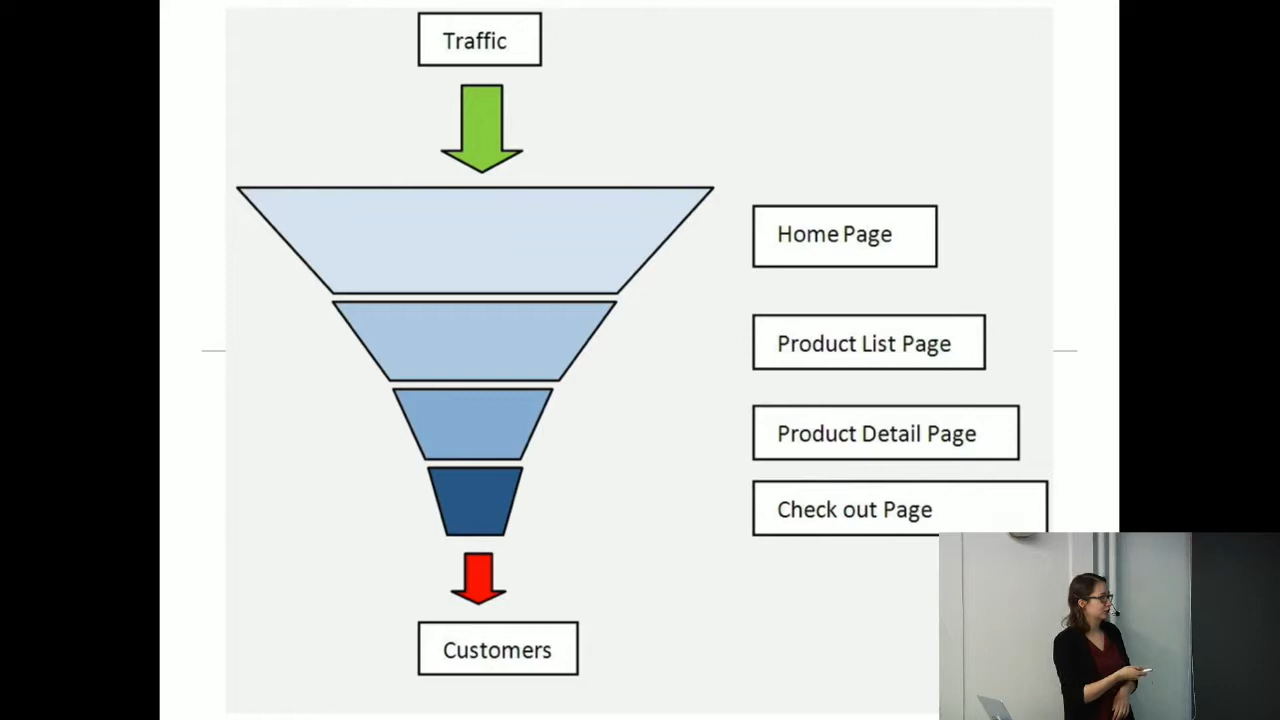 Traffic
Home Page
Product List Page
Product Detail Page
Check out Page
Customers